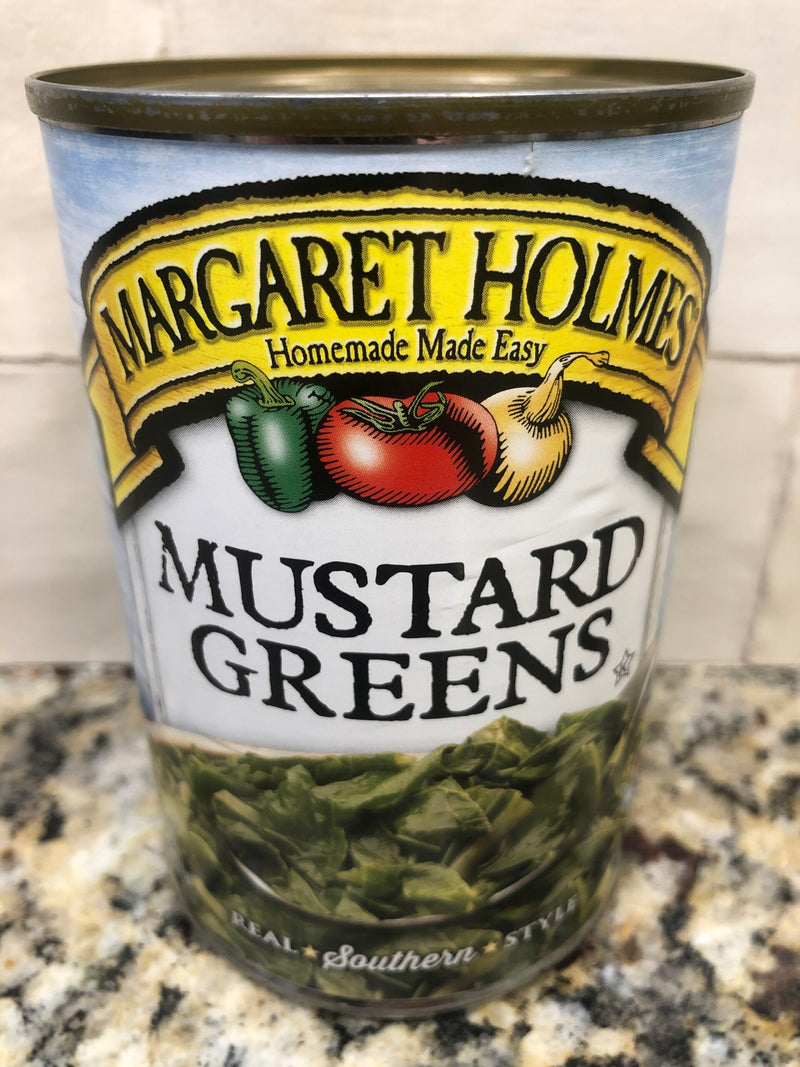 MARGARET HOLMES®
Homemade Made Easy
MUSTARD
GREENS
REAL ★ Southern ★ STYLE